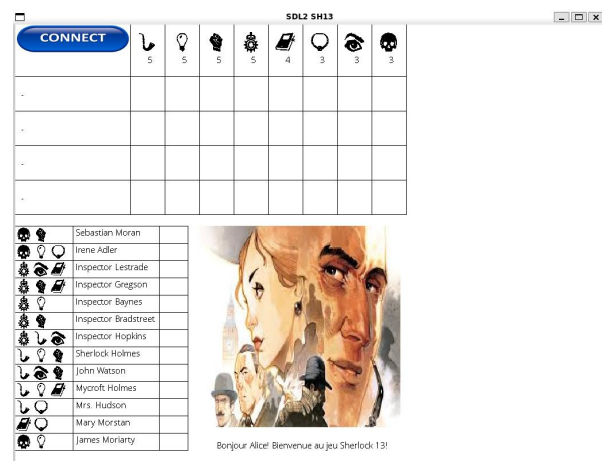 SDL2 SH13
CONNECT
5 5 5 5 4 3 3 3
-
-
-
-
Sebastian Moran
Irene Adler
Inspector Lestrade
Inspector Gregson
Inspector Baynes
Inspector Bradstreet
Inspector Hopkins
Sherlock Holmes
John Watson
Mycroft Holmes
Mrs. Hudson
Mary Morstan
James Moriarty
Bonjour Alice! Bienvenue au jeu Sherlock 13!